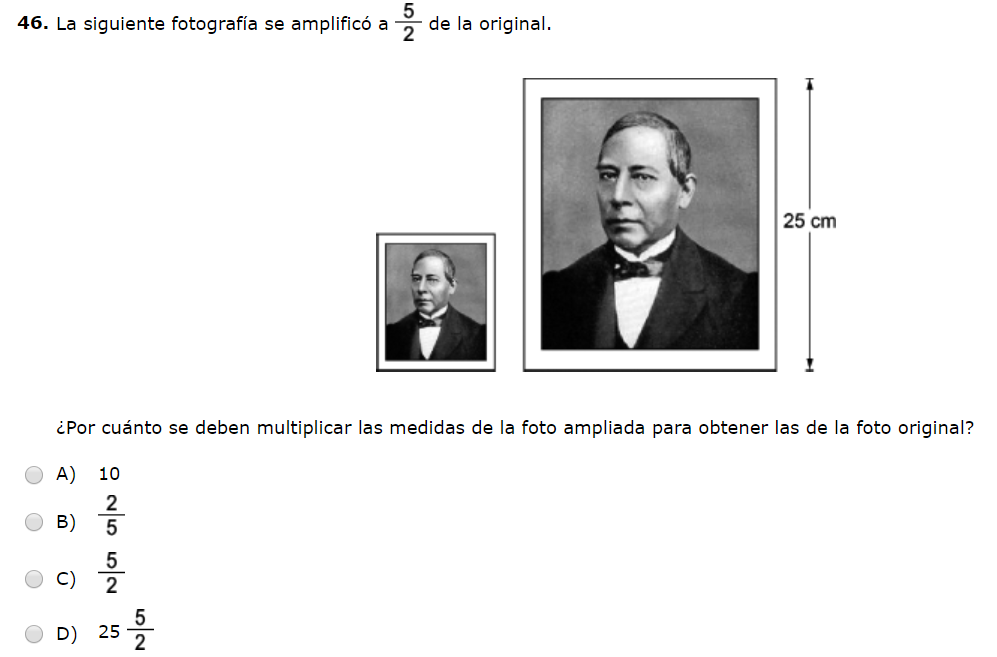 46. La siguiente fotografía se amplificó a 5/2 de la original.
25 cm
¿Por cuánto se deben multiplicar las medidas de la foto ampliada para obtener las de la foto original?
A) 10
B) 2/5
C) 5/2
D) 25 5/2